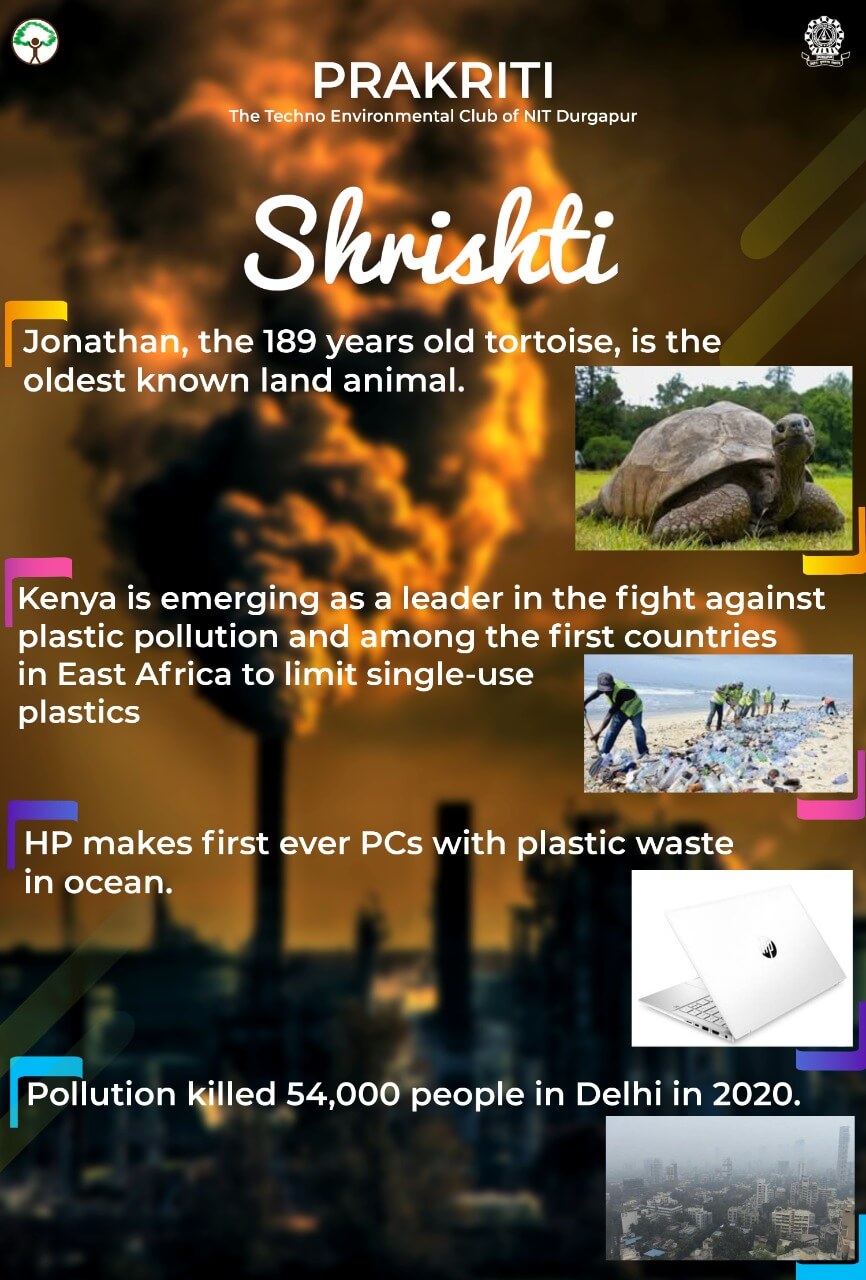 PRAKRITI
The Techno Environmental Club of NIT Durgapur
Shrishti
Jonathan, the 189 years old tortoise, is the
oldest known land animal.
Kenya is emerging as a leader in the fight against
plastic pollution and among the first countries
in East Africa to limit single-use
plastics
HP makes first ever PCs with plastic waste
in ocean.
Pollution killed 54,000 people in Delhi in 2020.